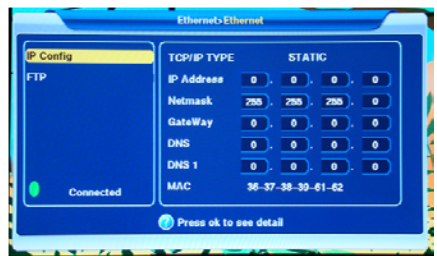 Ethernet>Ethernet
IP Config
FTP
Connected
TCP/IP TYPE STATIC
IP Address 0 . 0 . 0 . 0
Netmask 255 . 255 . 255 . 0
GateWay 0 . 0 . 0 . 0
DNS 0 . 0 . 0 . 0
DNS 1 0 . 0 . 0 . 0
MAC 36-37-38-39-61-62
? Press ok to see detail